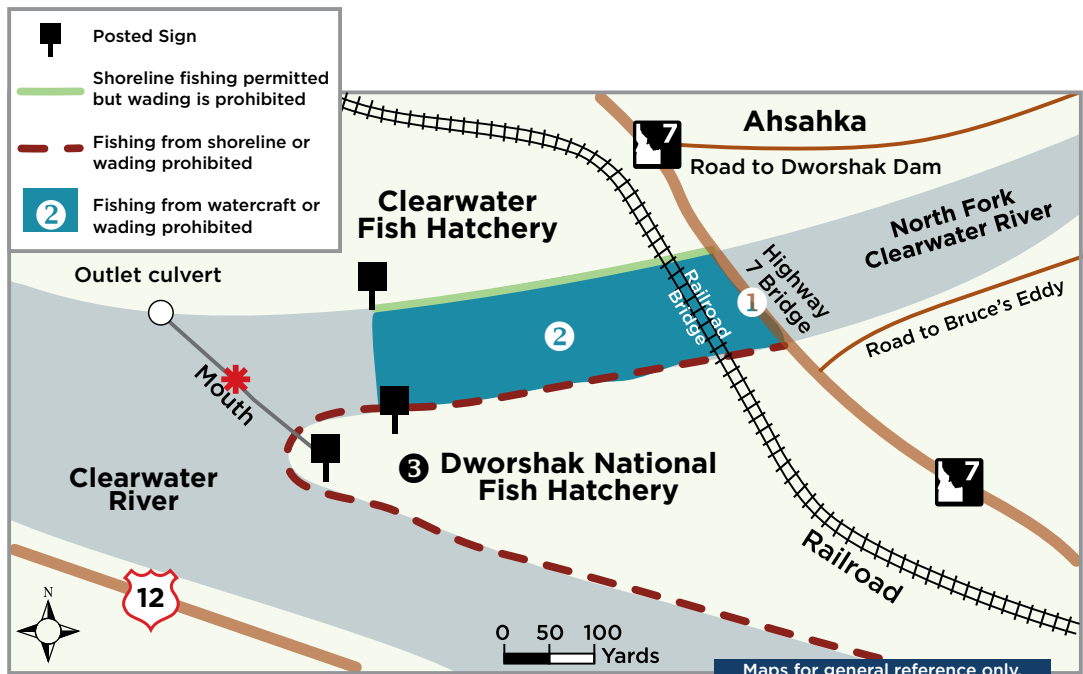 Posted Sign
Shoreline fishing permitted
but wading is prohibited
Fishing from shoreline or
wading prohibited
2
Fishing from watercraft or
wading prohibited
Ahsahka
7
Road to Dworshak Dam
Clearwater
Fish Hatchery
North Fork
Clearwater River
Outlet culvert
Highway
7 Bridge
Railroad
Bridge
1
2
Road to Bruce's Eddy
Mouth
3
Dworshak National
Fish Hatchery
Clearwater
River
7
Railroad
12
N
0 50 100
Yards
Maps for general reference only.